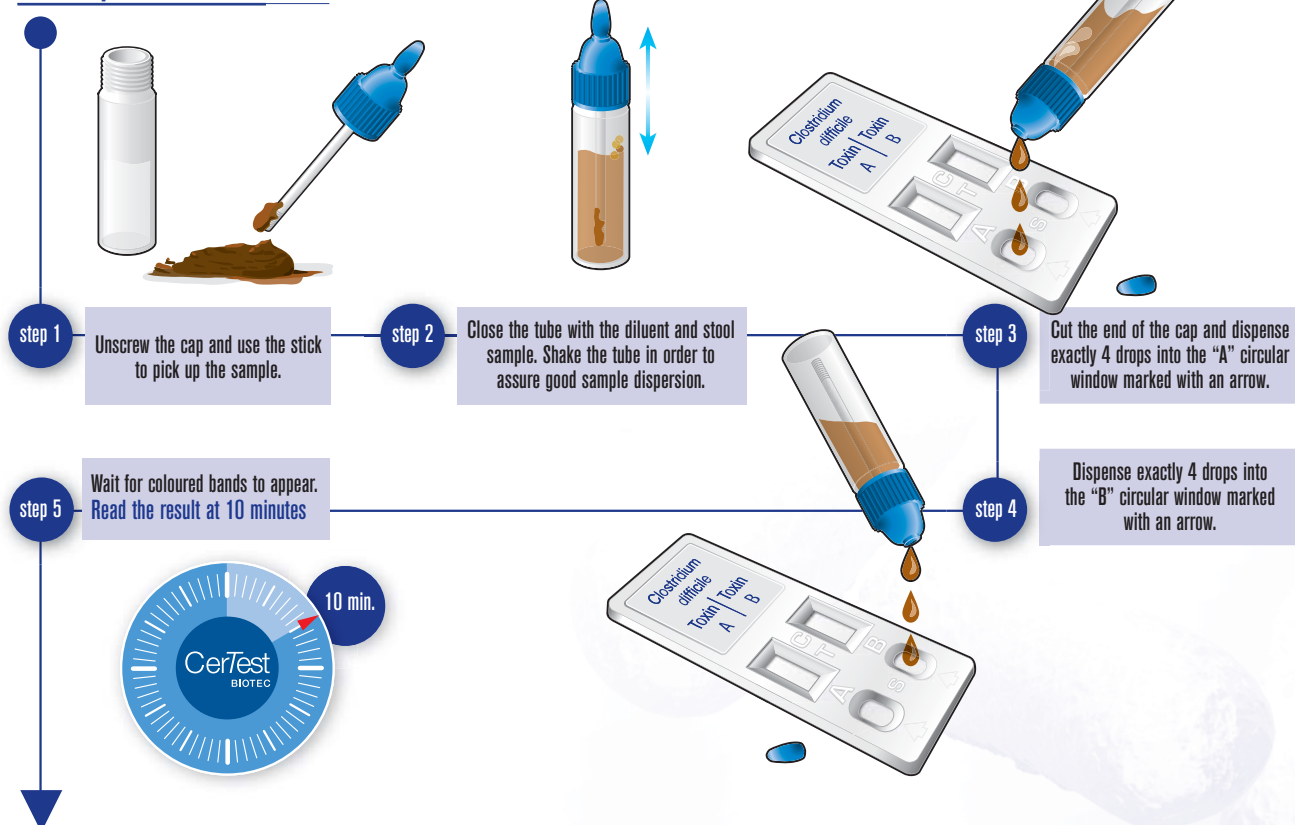 step 1
Unscrew the cap and use the stick
to pick up the sample.
step 2
Close the tube with the diluent and stool
sample. Shake the tube in order to
assure good sample dispersion.
Clostridium
difficile
Toxin | Toxin
A | B
C
T
B
A
S
step 3
Cut the end of the cap and dispense
exactly 4 drops into the “A” circular
window marked with an arrow.
step 4
Dispense exactly 4 drops into
the “B” circular window marked
with an arrow.
Clostridium
difficile
Toxin | Toxin
A | B
C
T
B
A
S
step 5
Wait for coloured bands to appear.
Read the result at 10 minutes
10 min.
CerTest
BIOTEC